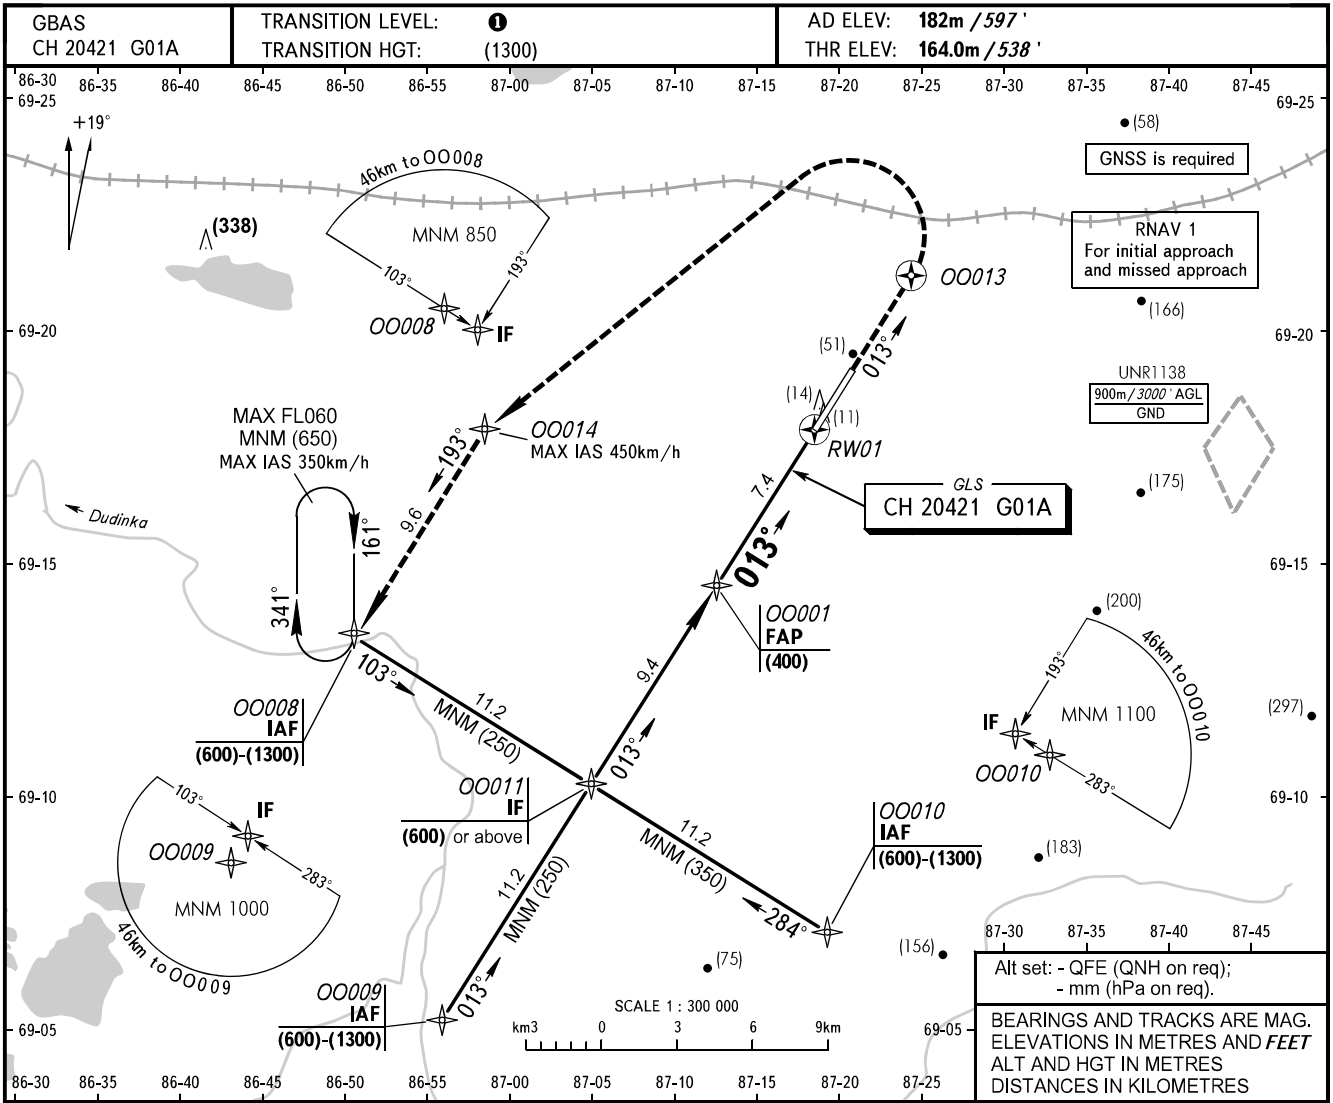 GBAS
CH 20421 G01A
TRANSITION LEVEL: 1
TRANSITION HGT: (1300)
AD ELEV: 182m / 597 '
THR ELEV: 164.0m / 538 '
86-30 86-35 86-40 86-45 86-50 86-55 87-00 87-05 87-10 87-15 87-20 87-25 87-30 87-35 87-40 87-45
69-25 69-25
+19°
(58)
GNSS is required
46km to OO008
MNM 850
103°
193°
OO008
IF
(338)
RNAV 1
For initial approach
and missed approach
OO013
(166)
69-20 69-20
(51)
013°
UNR1138
900m/3000 ' AGL
GND
(14)
(11)
RW01
MAX FL060
MNM (650)
MAX IAS 350km/h
OO014
MAX IAS 450km/h
193°
9.6
7.4
GLS
CH 20421 G01A
(175)
Dudinka
161°
341°
013°
69-15 69-15
OO001
FAP
(400)
(200)
9.4
103°
11.2
MNM (250)
OO008
IAF
(600)-(1300)
013°
46km to OO010
193°
MNM 1100
IF
OO010
283°
(297)
OO011
IF
(600) or above
69-10 69-10
103°
IF
OO009
283°
MNM 1000
46km to OO009
11.2
MNM (350)
OO010
IAF
(600)-(1300)
284°
(183)
11.2
MNM (250)
013°
(75)
(156)
87-30 87-35 87-40 87-45
OO009
IAF
(600)-(1300)
69-05 69-05
SCALE 1 : 300 000
km3 0 3 6 9km
Alt set: - QFE (QNH on req);
- mm (hPa on req).
BEARINGS AND TRACKS ARE MAG.
ELEVATIONS IN METRES AND FEET
ALT AND HGT IN METRES
DISTANCES IN KILOMETRES
86-30 86-35 86-40 86-45 86-50 86-55 87-00 87-05 87-10 87-15 87-20 87-25